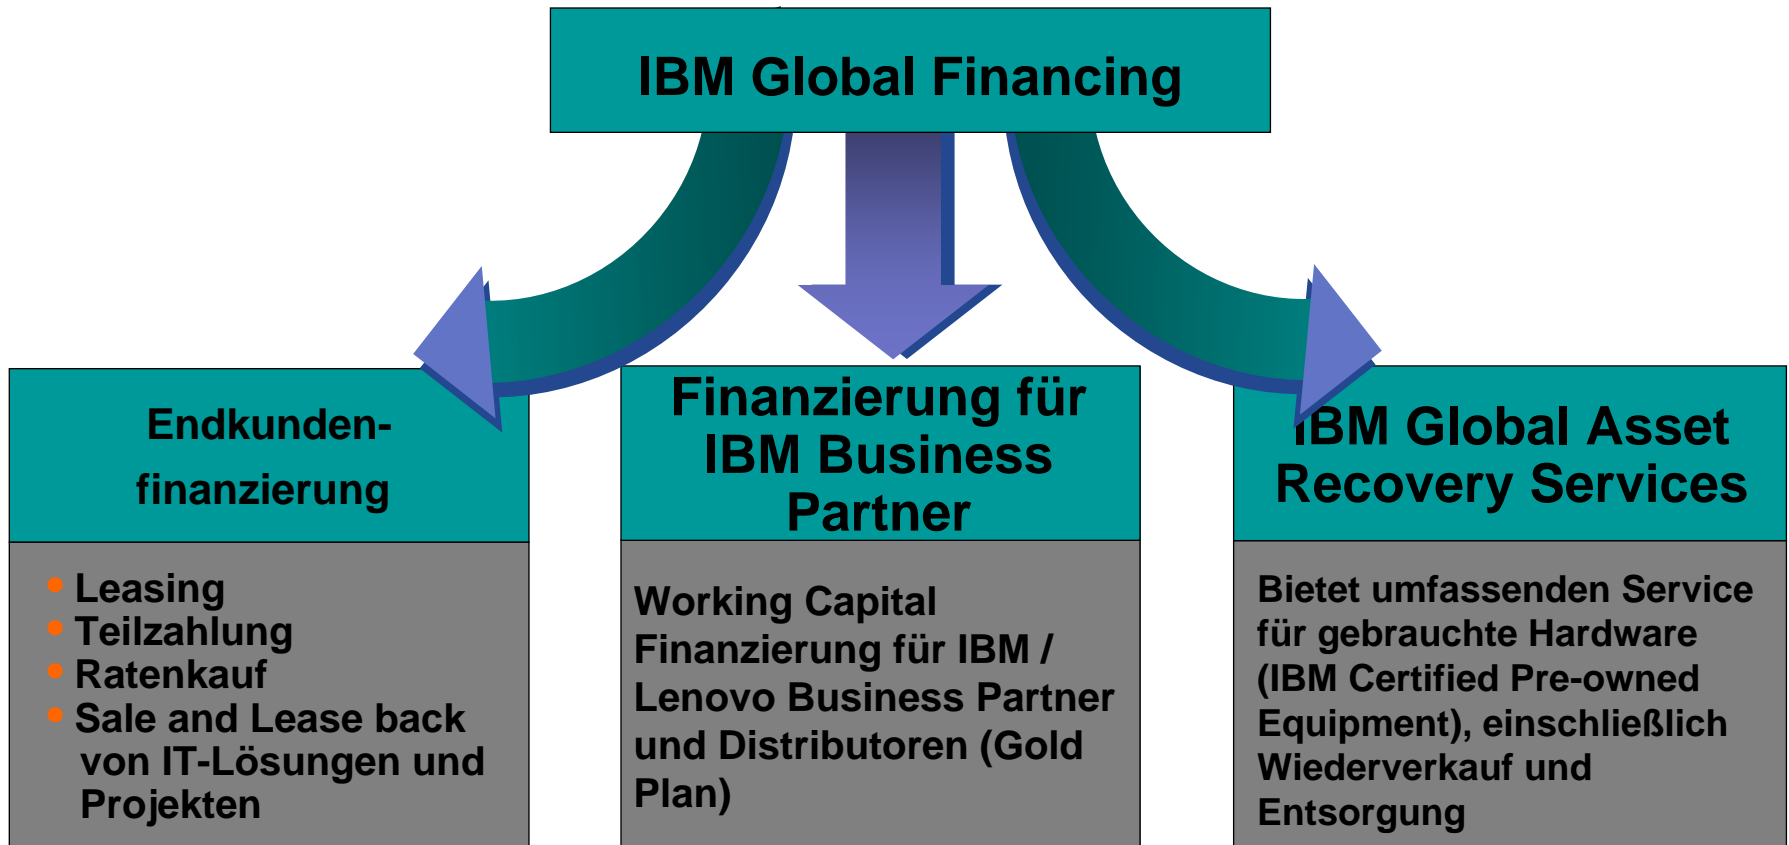 IBM Global Financing
Endkunden-
finanzierung
• Leasing
• Teilzahlung
• Ratenkauf
• Sale and Lease back
von IT-Lösungen und
Projekten
Finanzierung für
IBM Business
Partner
Working Capital
Finanzierung für IBM /
Lenovo Business Partner
und Distributoren (Gold
Plan)
IBM Global Asset
Recovery Services
Bietet umfassenden Service
für gebrauchte Hardware
(IBM Certified Pre-owned
Equipment), einschließlich
Wiederverkauf und
Entsorgung